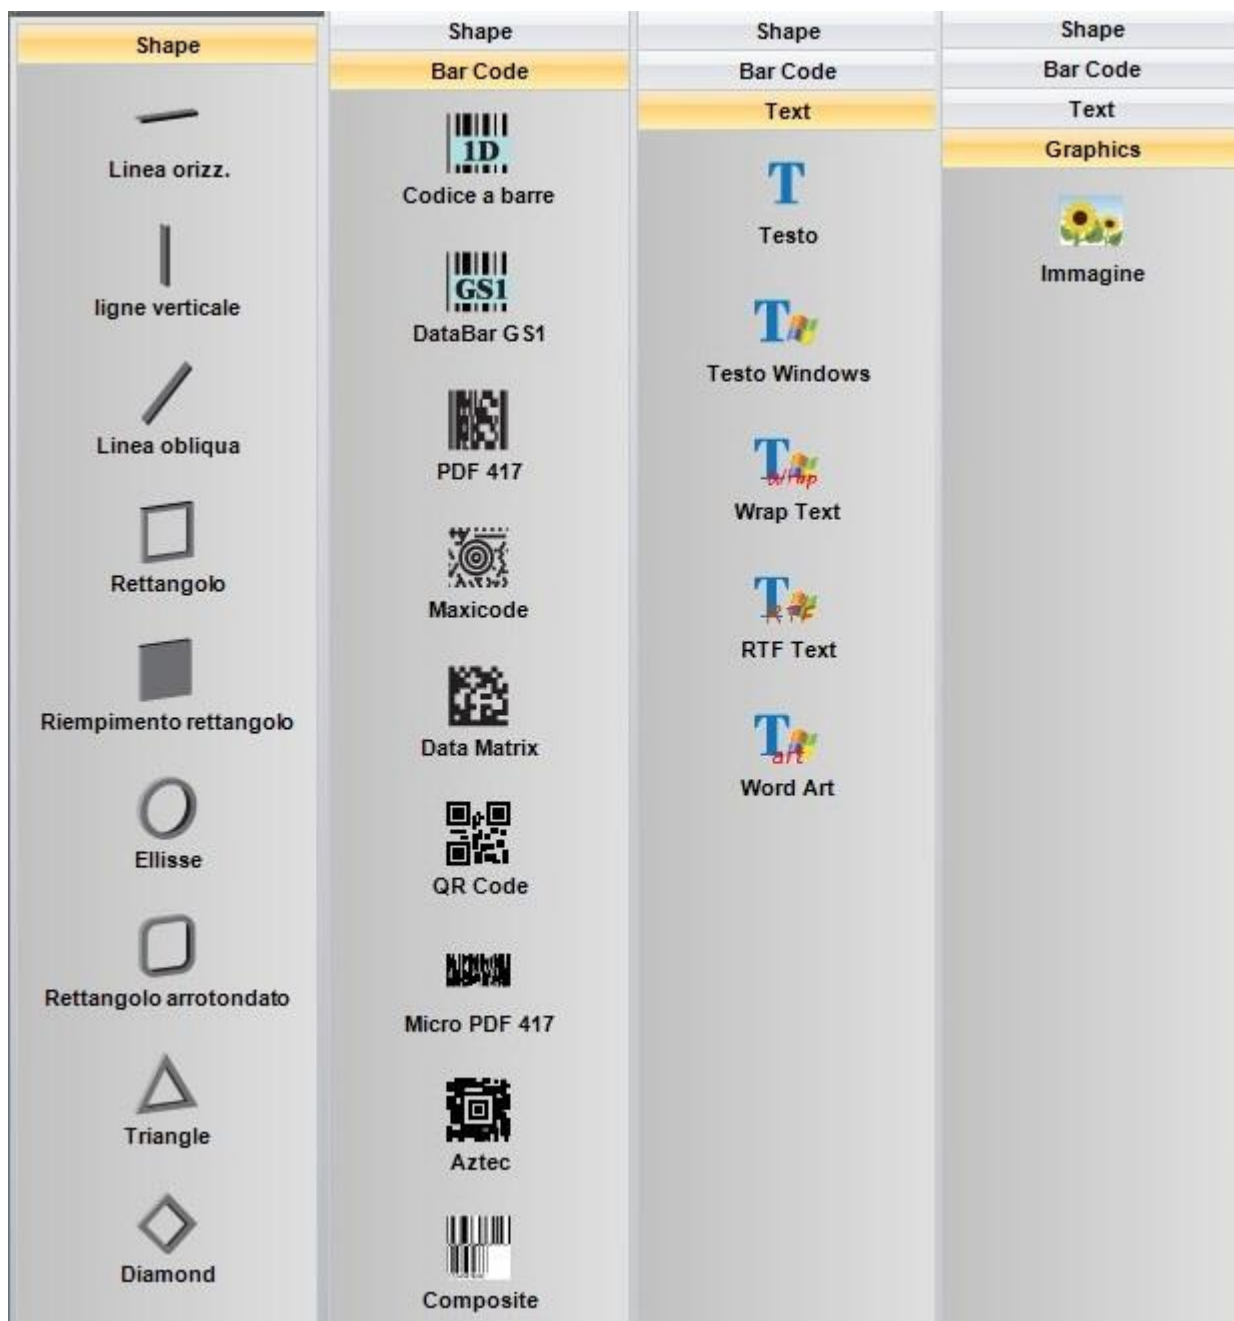 Shape
Linea orizz.
ligne verticale
Linea obliqua
Rettangolo
Riempimento rettangolo
Ellisse
Rettangolo arrotondato
Triangle
Diamond
Shape
Bar Code
1D
Codice a barre
GS1
DataBar GS1
PDF 417
Maxicode
Data Matrix
QR Code
Micro PDF 417
Aztec
Composite
Shape
Bar Code
Text
T
Testo
T
Testo Windows
T
Wrap
Wrap Text
T
RTF
RTF Text
T
art
Word Art
Shape
Bar Code
Text
Graphics
Immagine